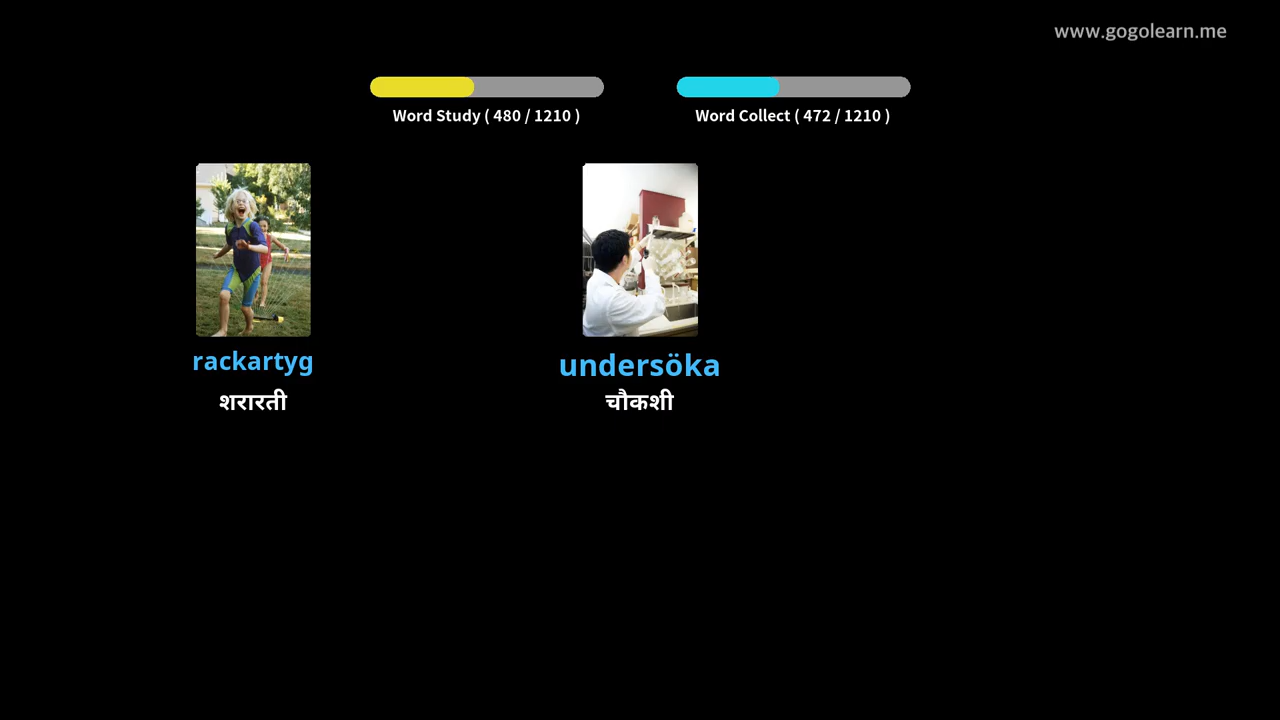 www.gogolearn.me
Word Study ( 480 / 1210 )
Word Collect ( 472 / 1210 )
rackartyg
शरारती
undersöka
चौकशी